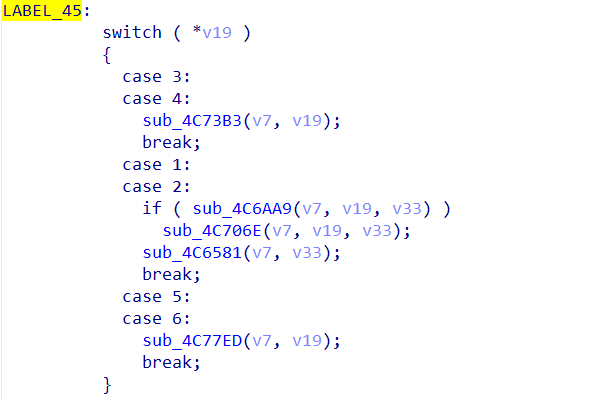 LABEL_45:
switch ( *v19 )
{
case 3:
case 4:
sub_4C73B3(v7, v19);
break;
case 1:
case 2:
if ( sub_4C6AA9(v7, v19, v33) )
sub_4C706E(v7, v19, v33);
sub_4C6581(v7, v33);
break;
case 5:
case 6:
sub_4C77ED(v7, v19);
break;
}